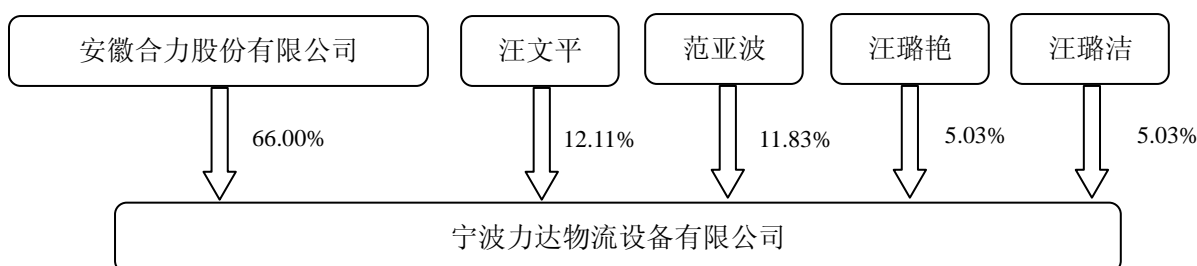 安徽合力股份有限公司 汪文平 范亚波 汪璐艳 汪璐洁
66.00% 12.11% 11.83% 5.03% 5.03%
宁波力达物流设备有限公司